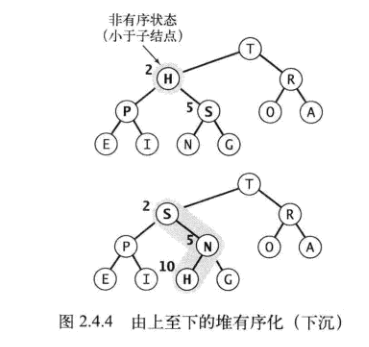 非有序状态
(小于子结点)
T
2 H
R
P
5 S
O A
E I N G
T
2 S
R
P
5 N
O A
10
E I H G
图 2.4.4 由上至下的堆有序化（下沉）